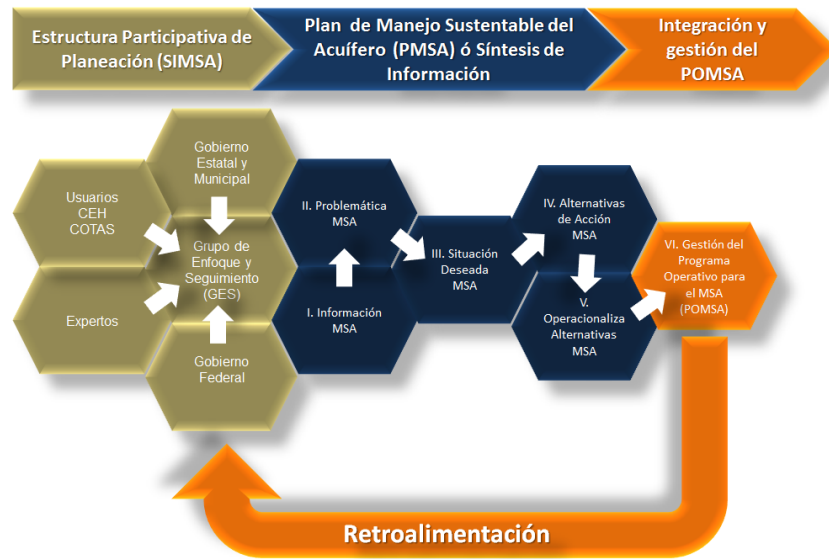 Estructura Participativa de
Planeación (SIMSA)
Plan de Manejo Sustentable del
Acuífero (PMSA) ó Síntesis de
Información
Integración y
gestión del
POMSA
Gobierno
Estatal y
Municipal
Usuarios
CEH
COTAS
Grupo de
Enfoque y
Seguimiento
(GES)
Expertos
Gobierno
Federal
II. Problemática
MSA
I. Información
MSA
III. Situación
Deseada
MSA
IV. Alternativas
de Acción
MSA
V.
Operacionaliza
Alternativas
MSA
VI. Gestión del
Programa
Operativo para
el MSA
(POMSA)
Retroalimentación